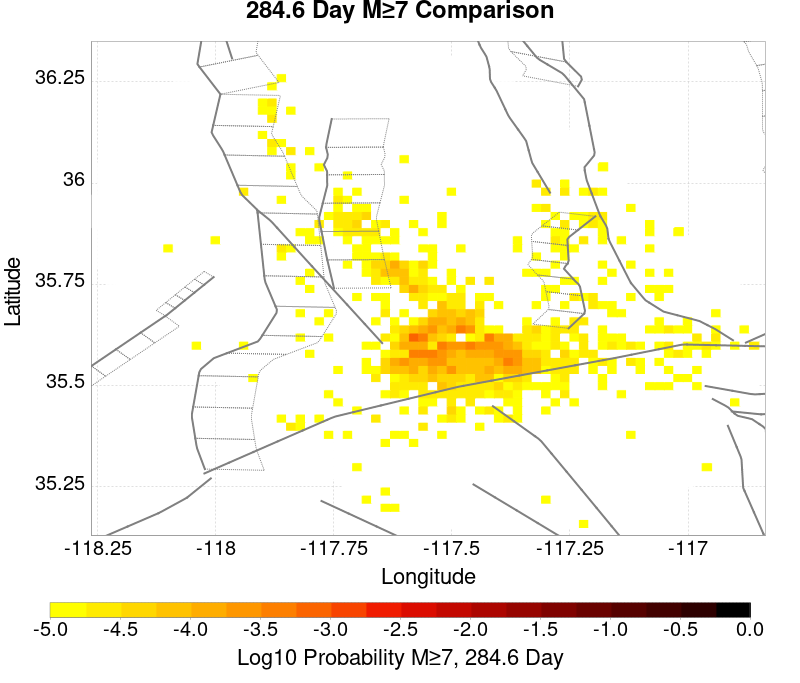 284.6 Day M≥7 Comparison
36.25
36
35.75
35.5
35.25
Latitude
-118.25 -118 -117.75 -117.5 -117.25 -117
Longitude
-5.0 -4.5 -4.0 -3.5 -3.0 -2.5 -2.0 -1.5 -1.0 -0.5 0.0
Log10 Probability M≥7, 284.6 Day